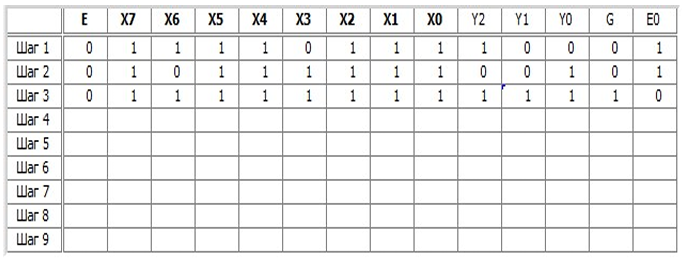 E X7 X6 X5 X4 X3 X2 X1 X0 Y2 Y1 Y0 G E0
Шаг 1 0 1 1 1 1 0 1 1 1 1 0 0 0 1
Шаг 2 0 1 0 1 1 1 1 1 1 0 0 1 0 1
Шаг 3 0 1 1 1 1 1 1 1 1 1 1 1 1 0
Шаг 4
Шаг 5
Шаг 6
Шаг 7
Шаг 8
Шаг 9